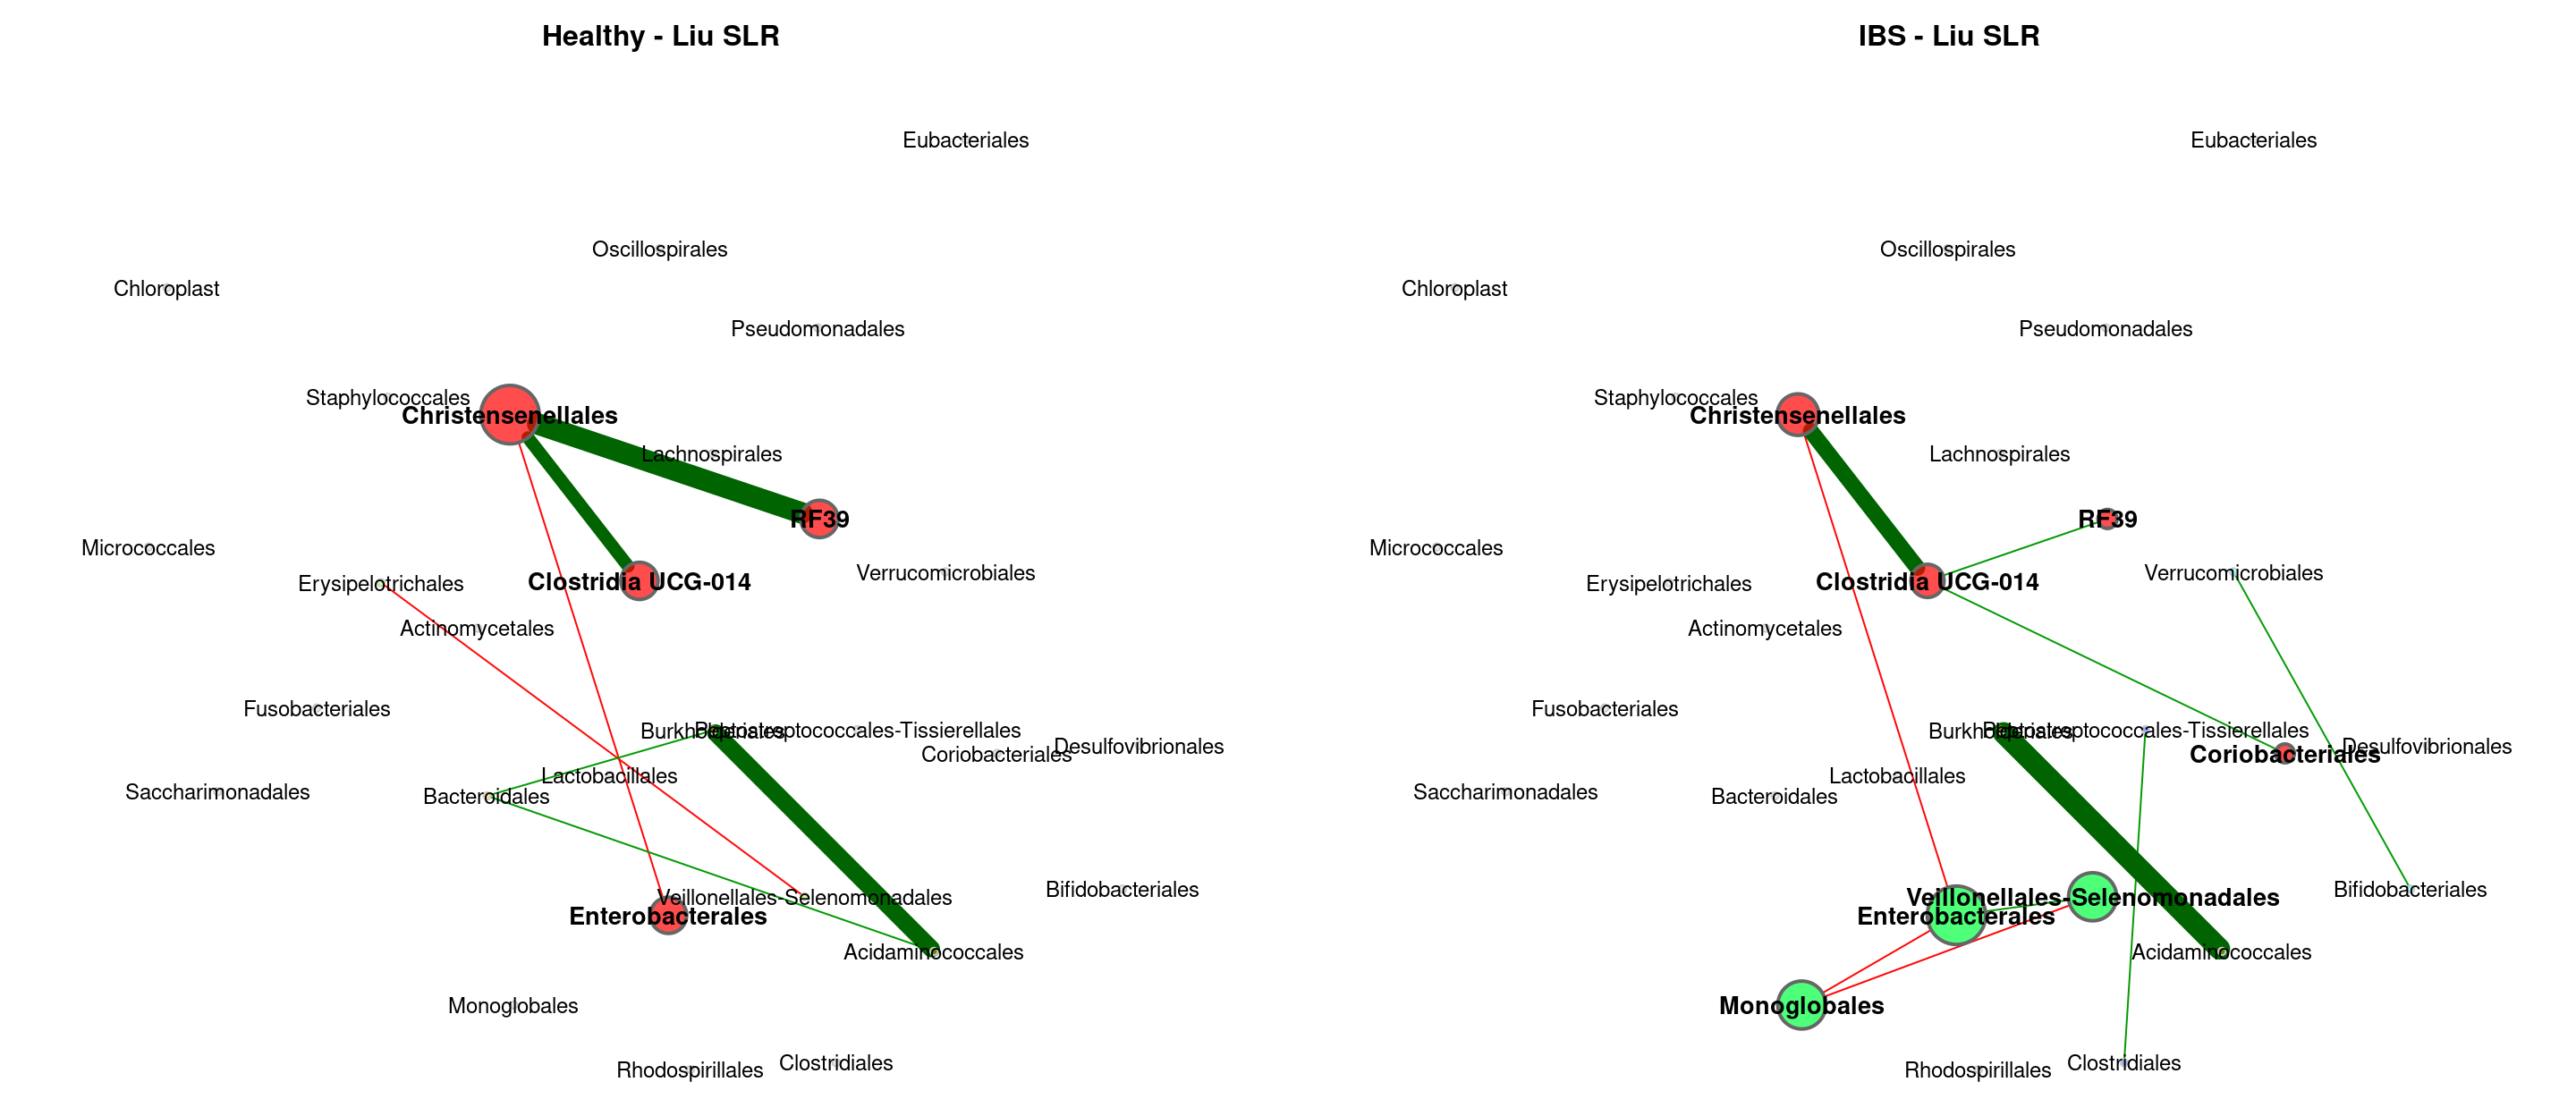 Healthy - Liu SLR
Eubacteriales
Oscillospirales
Chloroplast
Pseudomonadales
Staphylococcales
Christensenellales
Lachnospirales
RF39
Micrococcales
Verrucomicrobiales
Erysipelotrichales
Clostridia UCG-014
Actinomycetales
Fusobacteriales
Burkholderiales
Peptostreptococcales-Tissierellales
Coriobacteriales
Desulfovibrionales
Lactobacillales
Saccharimonadales
Bacteroidales
Bifidobacteriales
Veillonellales-Selenomonadales
Enterobacterales
Acidaminococcales
Monoglobales
Clostridiales
Rhodospirillales
IBS - Liu SLR
Eubacteriales
Oscillospirales
Chloroplast
Pseudomonadales
Staphylococcales
Christensenellales
Lachnospirales
RF39
Micrococcales
Verrucomicrobiales
Erysipelotrichales
Clostridia UCG-014
Actinomycetales
Fusobacteriales
Burkholderiales
Peptostreptococcales-Tissierellales
Coriobacteriales
Desulfovibrionales
Lactobacillales
Saccharimonadales
Bacteroidales
Bifidobacteriales
Veillonellales-Selenomonadales
Enterobacterales
Acidaminococcales
Monoglobales
Clostridiales
Rhodospirillales